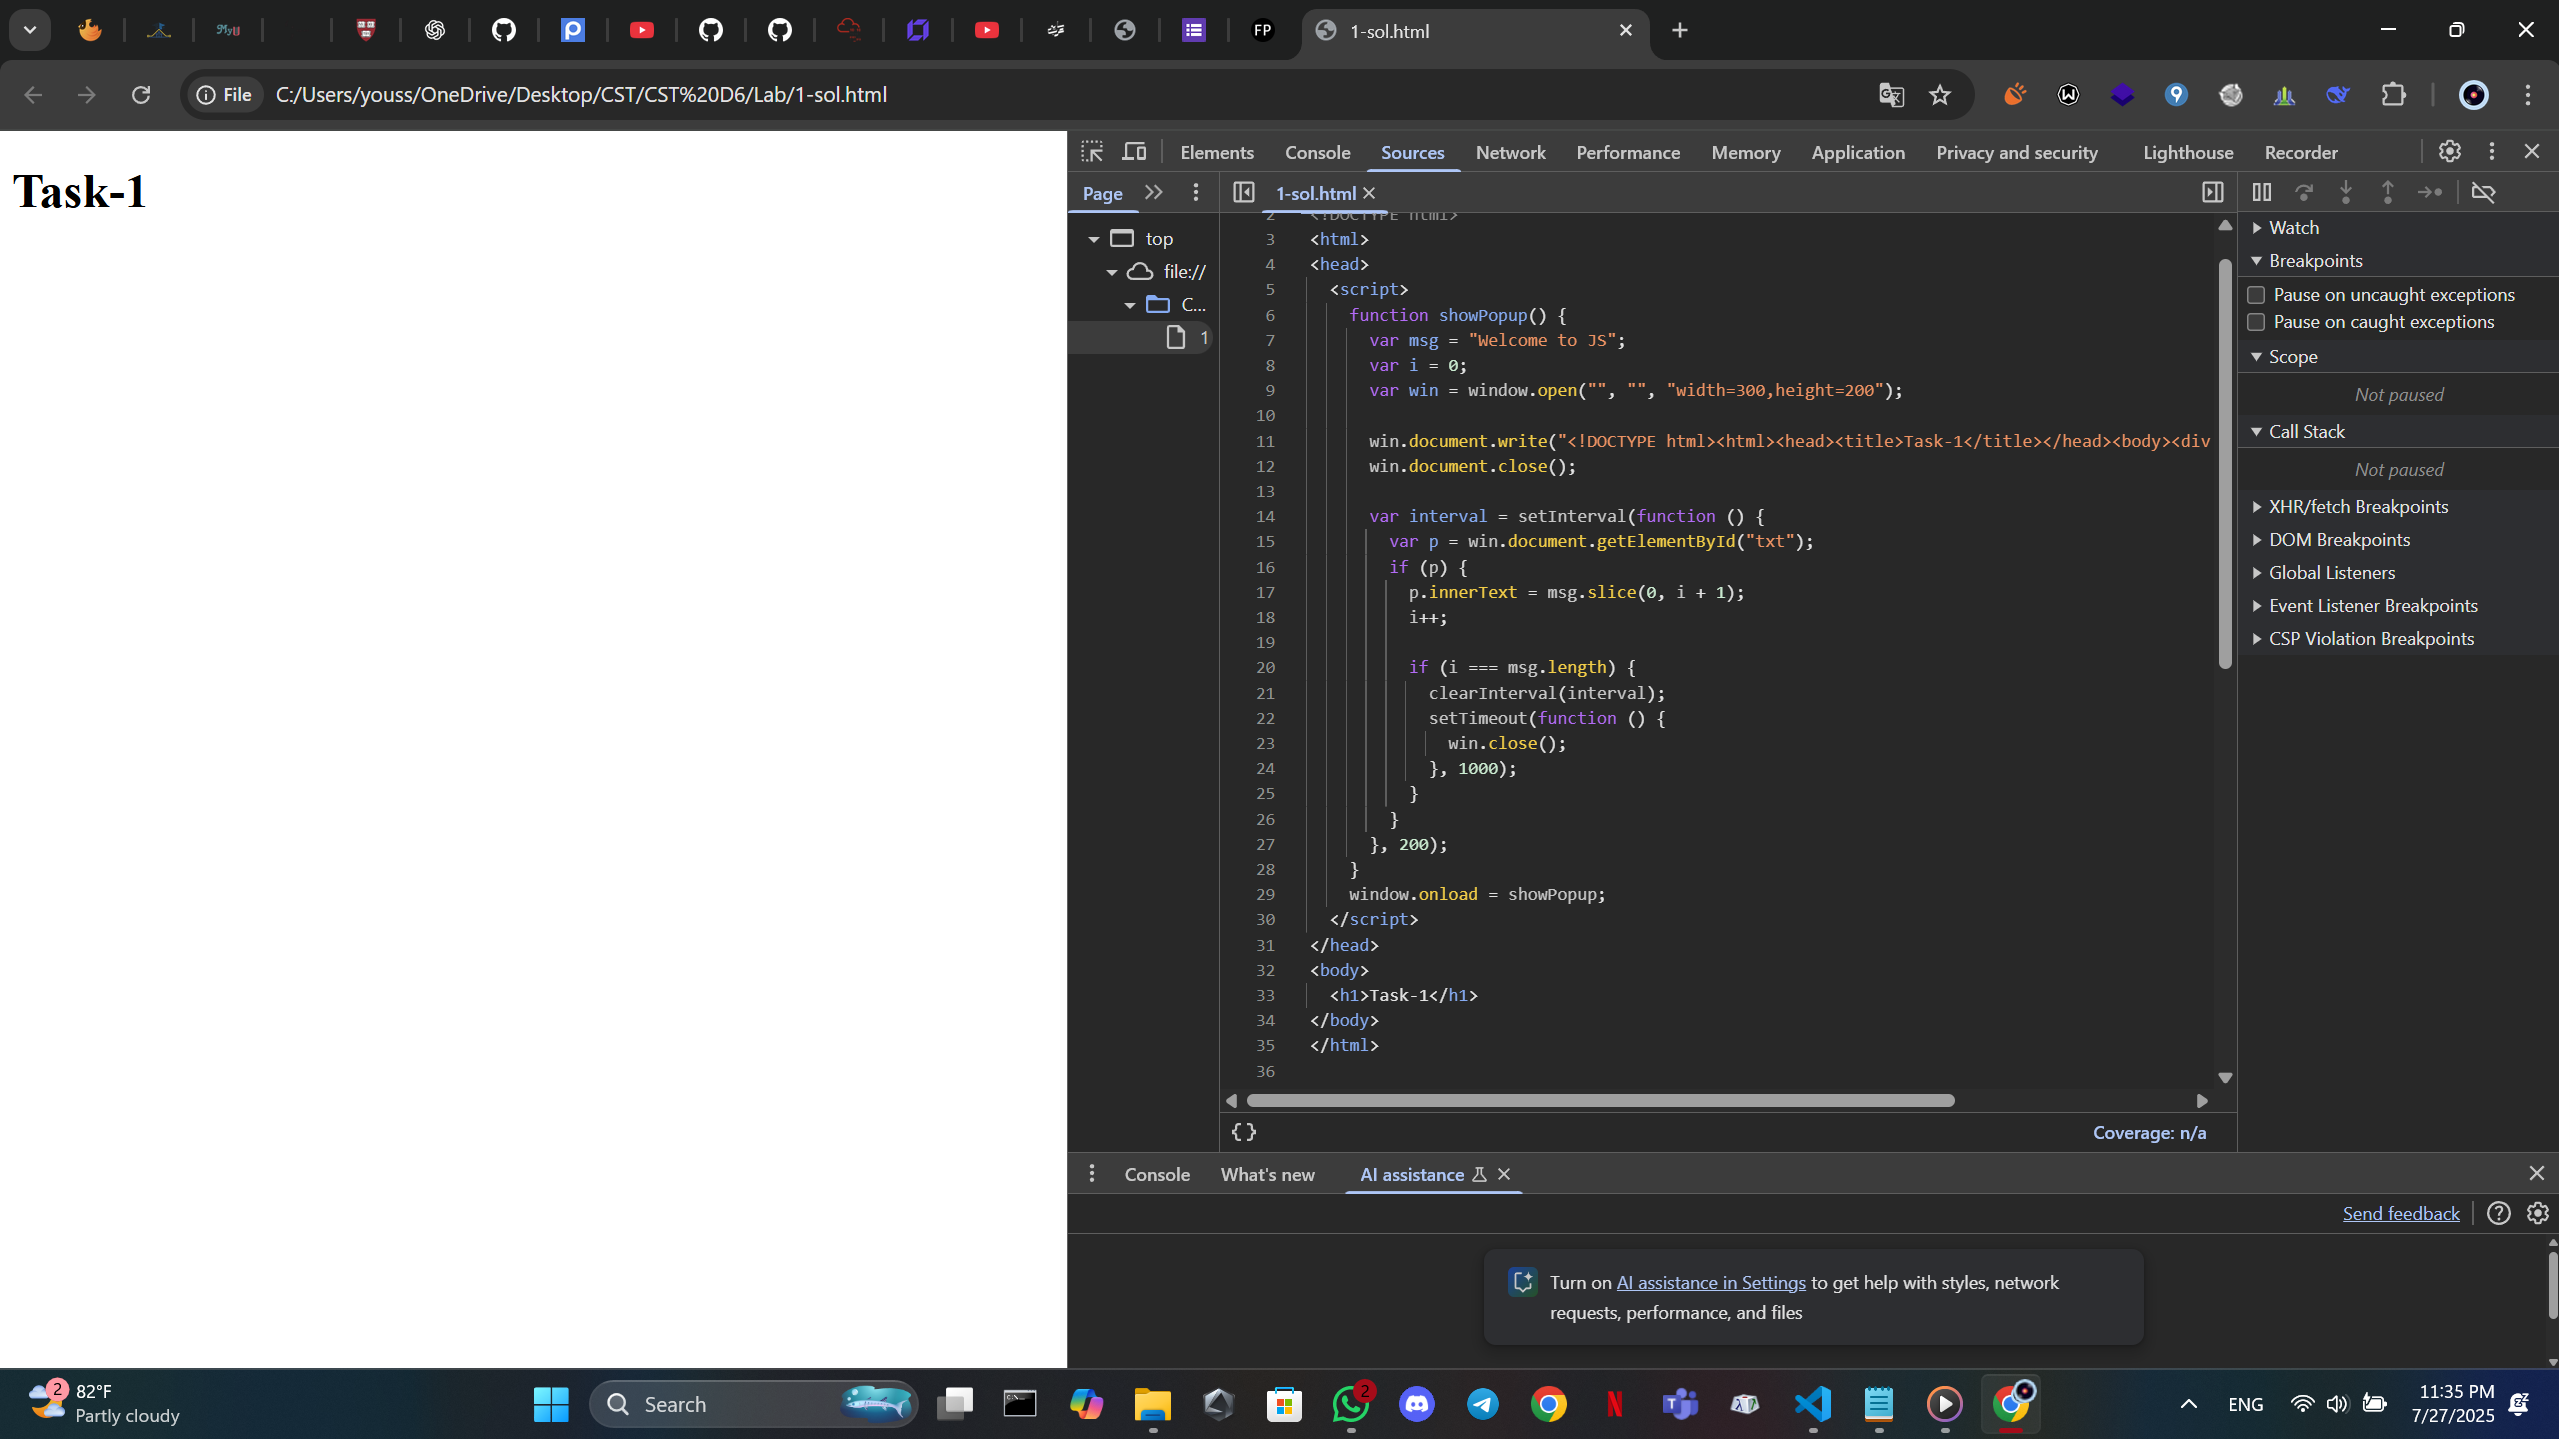 FP
1-sol.html
File
C:/Users/youss/OneDrive/Desktop/CST/CST%20D6/Lab/1-sol.html
Task-1
Elements Console Sources Network Performance Memory Application Privacy and security Lighthouse Recorder
Page
1-sol.html
top
file://
C...
1
2 <!DOCTYPE html>
3 <html>
4 <head>
5 <script>
6 function showPopup() {
7 var msg = "Welcome to JS";
8 var i = 0;
9 var win = window.open("", "", "width=300,height=200");
10
11 win.document.write("<!DOCTYPE html><html><head><title>Task-1</title></head><body><div
12 win.document.close();
13
14 var interval = setInterval(function () {
15 var p = win.document.getElementById("txt");
16 if (p) {
17 p.innerText = msg.slice(0, i + 1);
18 i++;
19
20 if (i === msg.length) {
21 clearInterval(interval);
22 setTimeout(function () {
23 win.close();
24 }, 1000);
25 }
26 }
27 }, 200);
28 }
29 window.onload = showPopup;
30 </script>
31 </head>
32 <body>
33 <h1>Task-1</h1>
34 </body>
35 </html>
36
{}
Coverage: n/a
Watch
Breakpoints
Pause on uncaught exceptions
Pause on caught exceptions
Scope
Not paused
Call Stack
Not paused
XHR/fetch Breakpoints
DOM Breakpoints
Global Listeners
Event Listener Breakpoints
CSP Violation Breakpoints
Console What's new AI assistance
Send feedback
Turn on AI assistance in Settings to get help with styles, network
requests, performance, and files
2
82°F
Partly cloudy
Search
2
ENG
11:35 PM
7/27/2025